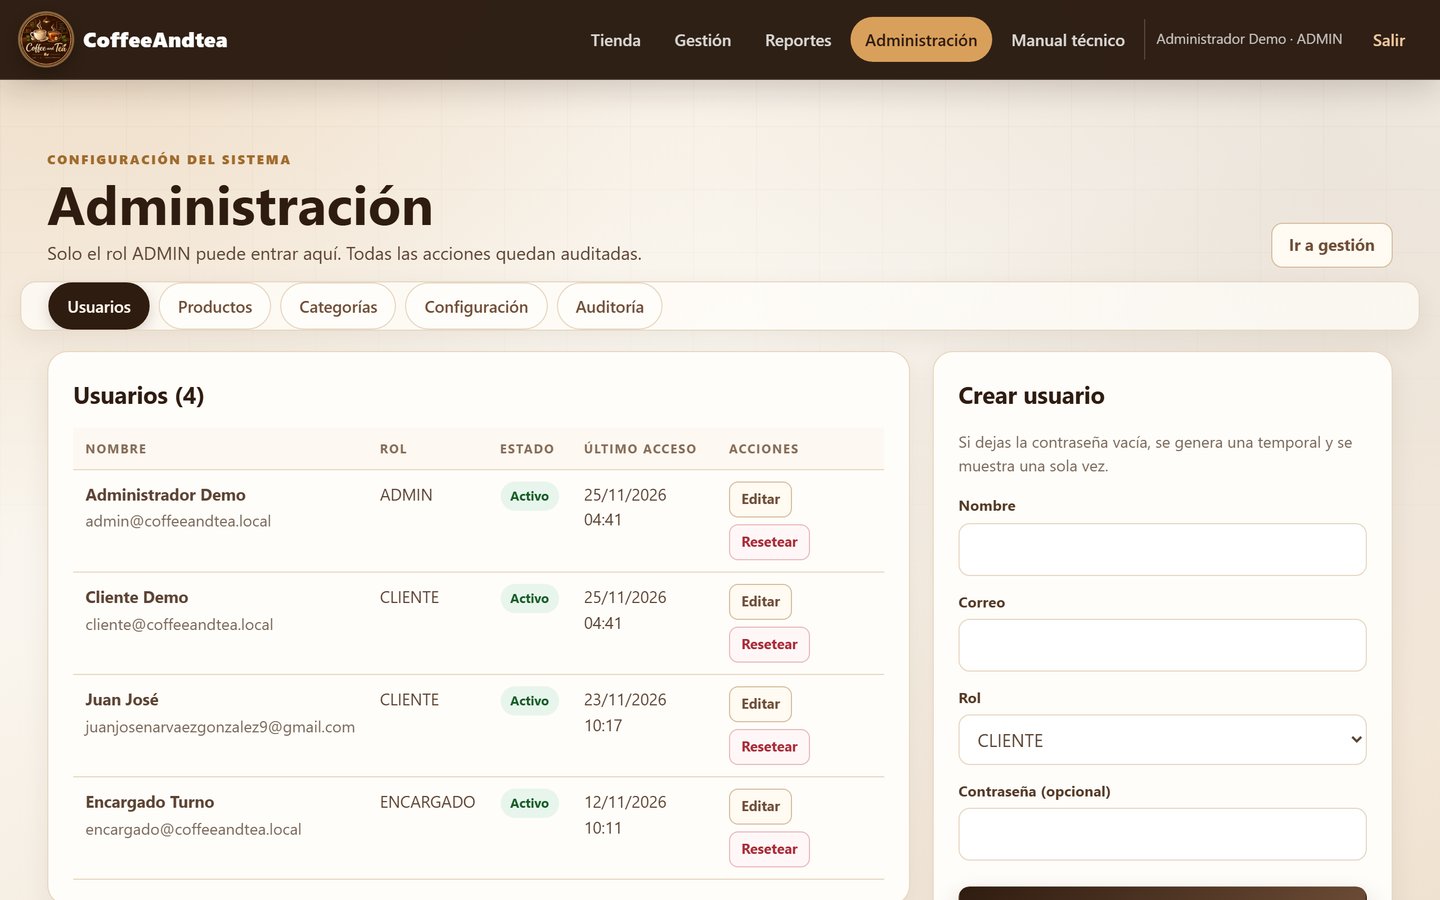 Coffee and Tea
CoffeeAndtea
Tienda
Gestión
Reportes
Administración
Manual técnico
Administrador Demo · ADMIN
Salir
CONFIGURACIÓN DEL SISTEMA
Administración
Solo el rol ADMIN puede entrar aquí. Todas las acciones quedan auditadas.
Ir a gestión
Usuarios
Productos
Categorías
Configuración
Auditoría
Usuarios (4)
NOMBRE ROL ESTADO ÚLTIMO ACCESO ACCIONES
Administrador Demo ADMIN Activo 25/11/2026 Editar
admin@coffeeandtea.local 04:41
Resetear
Cliente Demo CLIENTE Activo 25/11/2026 Editar
cliente@coffeeandtea.local 04:41
Resetear
Juan José CLIENTE Activo 23/11/2026 Editar
juanjosenarvaezgonzalez9@gmail.com 10:17
Resetear
Encargado Turno ENCARGADO Activo 12/11/2026 Editar
encargado@coffeeandtea.local 10:11
Resetear
Crear usuario
Si dejas la contraseña vacía, se genera una temporal y se
muestra una sola vez.
Nombre
Correo
Rol
CLIENTE
Contraseña (opcional)